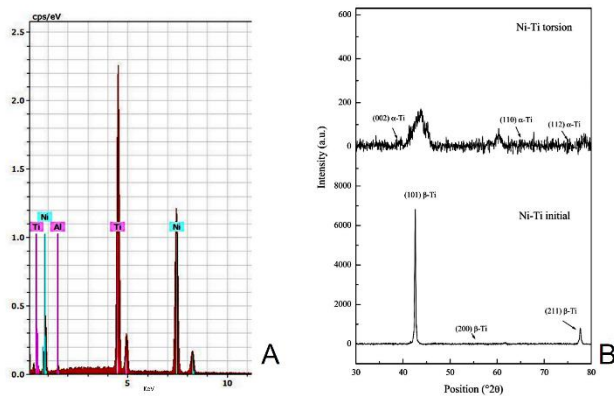 cps/eV
2.5
2.0
1.5
1.0
0.5
0.0
Ni
Ti
Al
Ti
Ni
5
10
KeV
A
Ni-Ti torsion
600
400
200
0
(002) α-Ti
(110) α-Ti
(112) α-Ti
Intensity (a.u.)
8000
6000
4000
2000
0
(101) β-Ti
Ni-Ti initial
(200) β-Ti
(211) β-Ti
30
40
50
60
70
80
Position (°2θ)
B